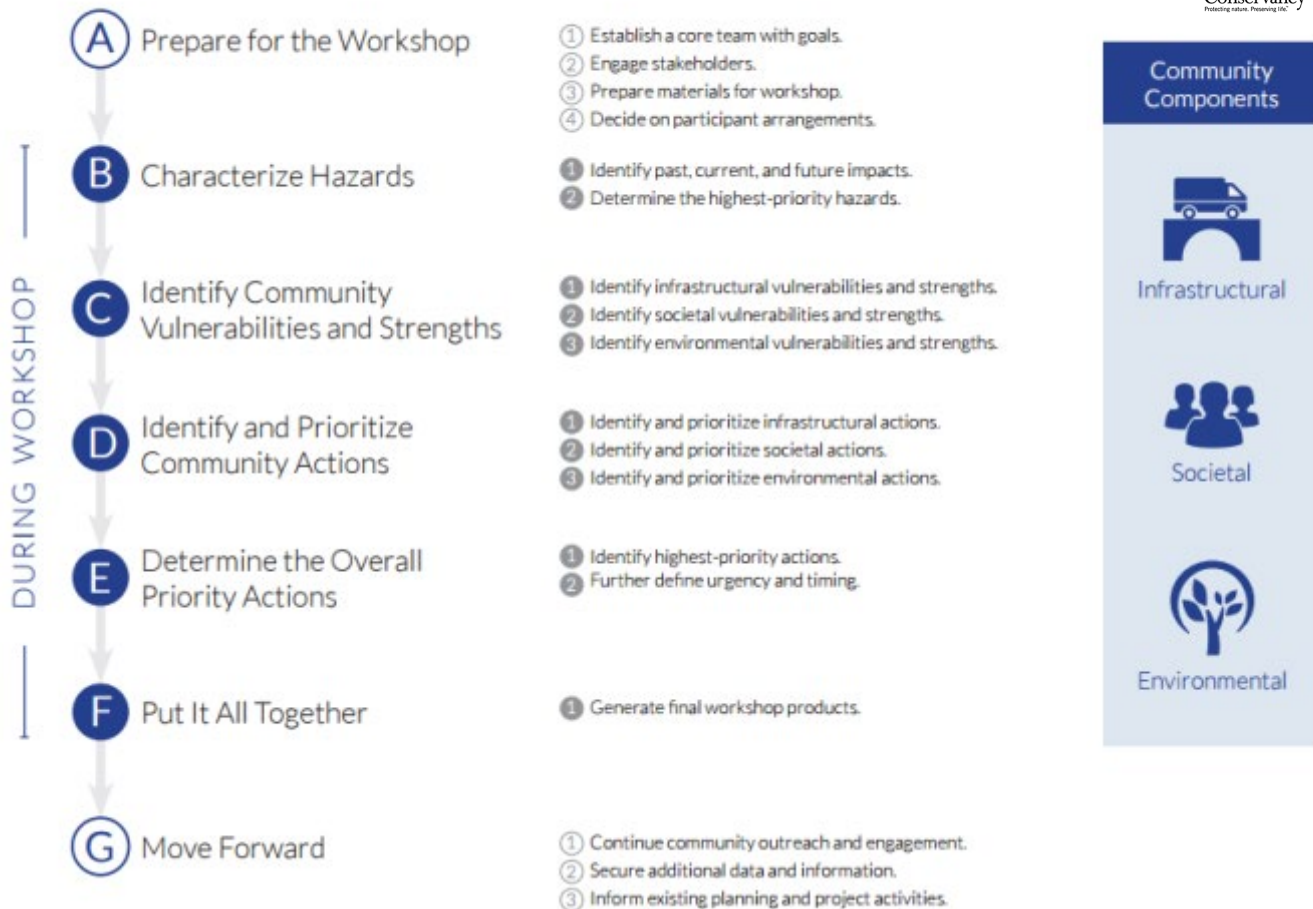 Conservancy
Protecting nature. Preserving life.
A Prepare for the Workshop
1 Establish a core team with goals.
2 Engage stakeholders.
3 Prepare materials for workshop.
4 Decide on participant arrangements.
DURING WORKSHOP
B Characterize Hazards
1 Identify past, current, and future impacts.
2 Determine the highest-priority hazards.
C Identify Community
Vulnerabilities and Strengths
1 Identify infrastructural vulnerabilities and strengths.
2 Identify societal vulnerabilities and strengths.
3 Identify environmental vulnerabilities and strengths.
D Identify and Prioritize
Community Actions
1 Identify and prioritize infrastructural actions.
2 Identify and prioritize societal actions.
3 Identify and prioritize environmental actions.
E Determine the Overall
Priority Actions
1 Identify highest-priority actions.
2 Further define urgency and timing.
F Put It All Together
1 Generate final workshop products.
G Move Forward
1 Continue community outreach and engagement.
2 Secure additional data and information.
3 Inform existing planning and project activities.
Community
Components
Infrastructural
Societal
Environmental